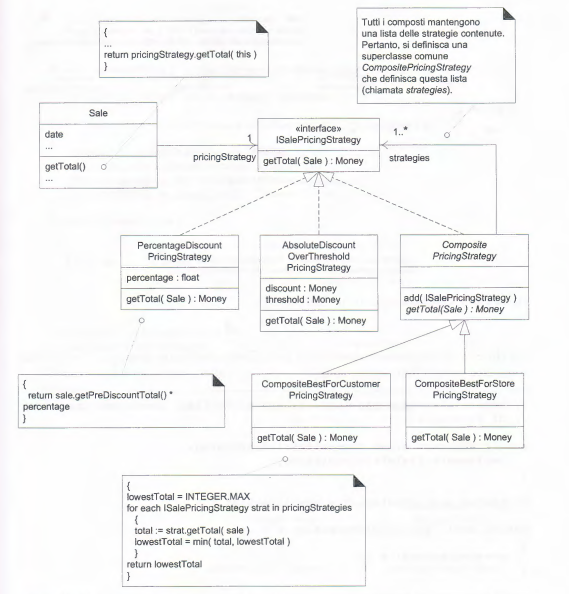 {
...
return pricingStrategy.getTotal( this )
}
Tutti i composti mantengono
una lista delle strategie contenute.
Pertanto, si definisca una
superclasse comune
CompositePricingStrategy
che definisca questa lista
(chiamata strategies).
Sale
date
...
getTotal()
...
1
pricingStrategy
«interface»
ISalePricingStrategy
getTotal( Sale ) : Money
1..*
strategies
PercentageDiscount
PricingStrategy
percentage : float
getTotal( Sale ) : Money
AbsoluteDiscount
OverThreshold
PricingStrategy
discount : Money
threshold : Money
getTotal( Sale ) : Money
Composite
PricingStrategy
add( ISalePricingStrategy )
getTotal(Sale ) : Money
{
return sale.getPreDiscountTotal() *
percentage
}
CompositeBestForCustomer
PricingStrategy
getTotal( Sale ) : Money
CompositeBestForStore
PricingStrategy
getTotal( Sale ) : Money
{
lowestTotal = INTEGER.MAX
for each ISalePricingStrategy strat in pricingStrategies
{
total := strat.getTotal( sale )
lowestTotal = min( total, lowestTotal )
}
return lowestTotal
}